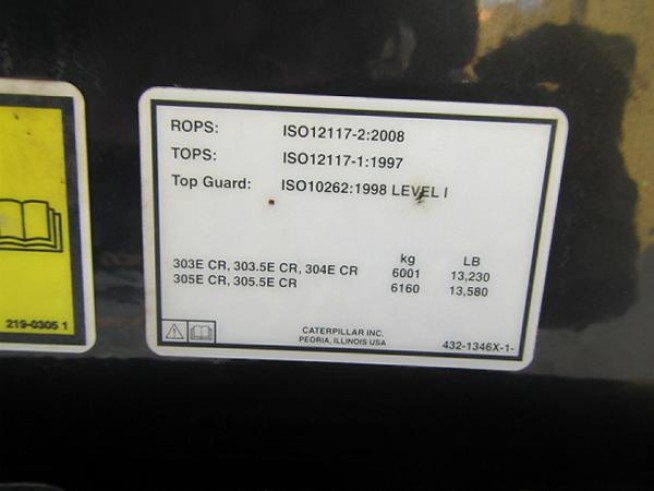 ROPS: ISO12117-2:2008
TOPS: ISO12117-1:1997
Top Guard: ISO10262:1998 LEVEL I
kg LB
303E CR, 303.5E CR, 304E CR 6001 13,230
305E CR, 305.5E CR 6160 13,580
CATERPILLAR INC.
PEORIA, ILLINOIS USA
432-1346X-1-
219-0305 1